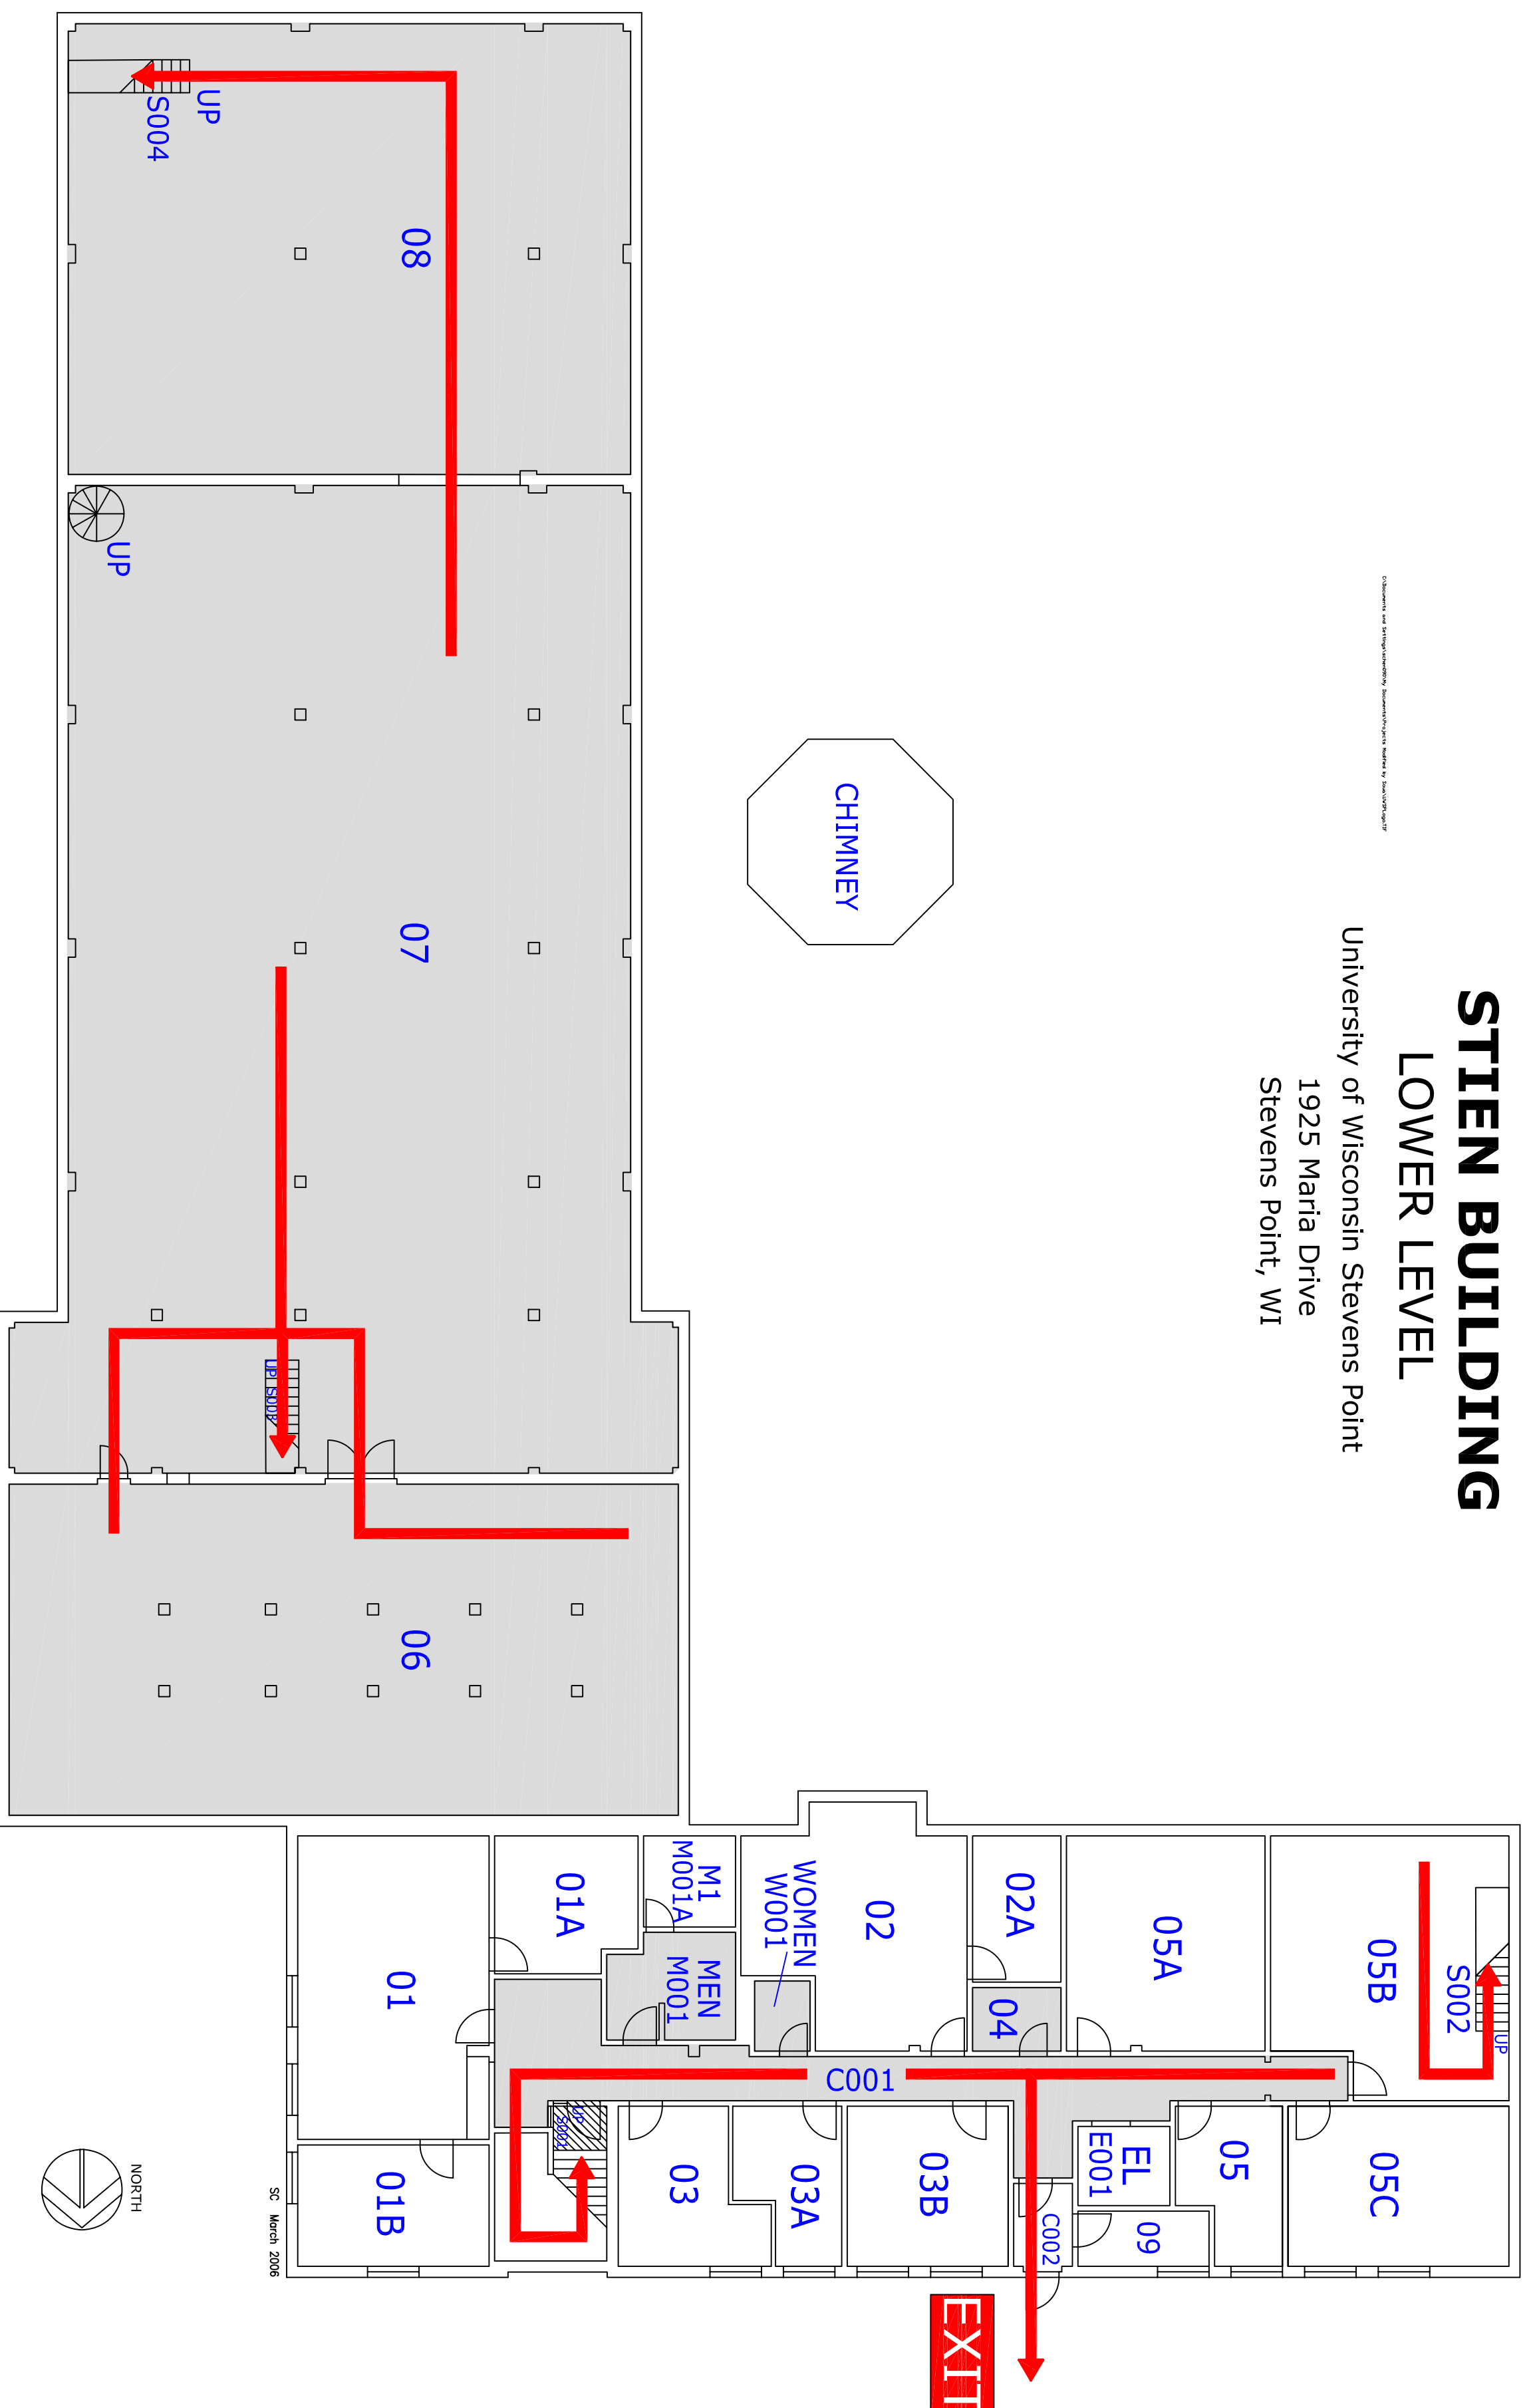 STIEN BUILDING
LOWER LEVEL
University of Wisconsin Stevens Point
1925 Maria Drive
Stevens Point, WI
UP
S004
08
UP
07
CHIMNEY
UP S003
06
01
01A
01B
M1
M001A
MEN
M001
WOMEN
W001
02
02A
04
05A
05B
S002
UP
C001
UP
S001
03
03A
03B
C002
EL
E001
09
05
05C
EXIT
NORTH
SC March 2006